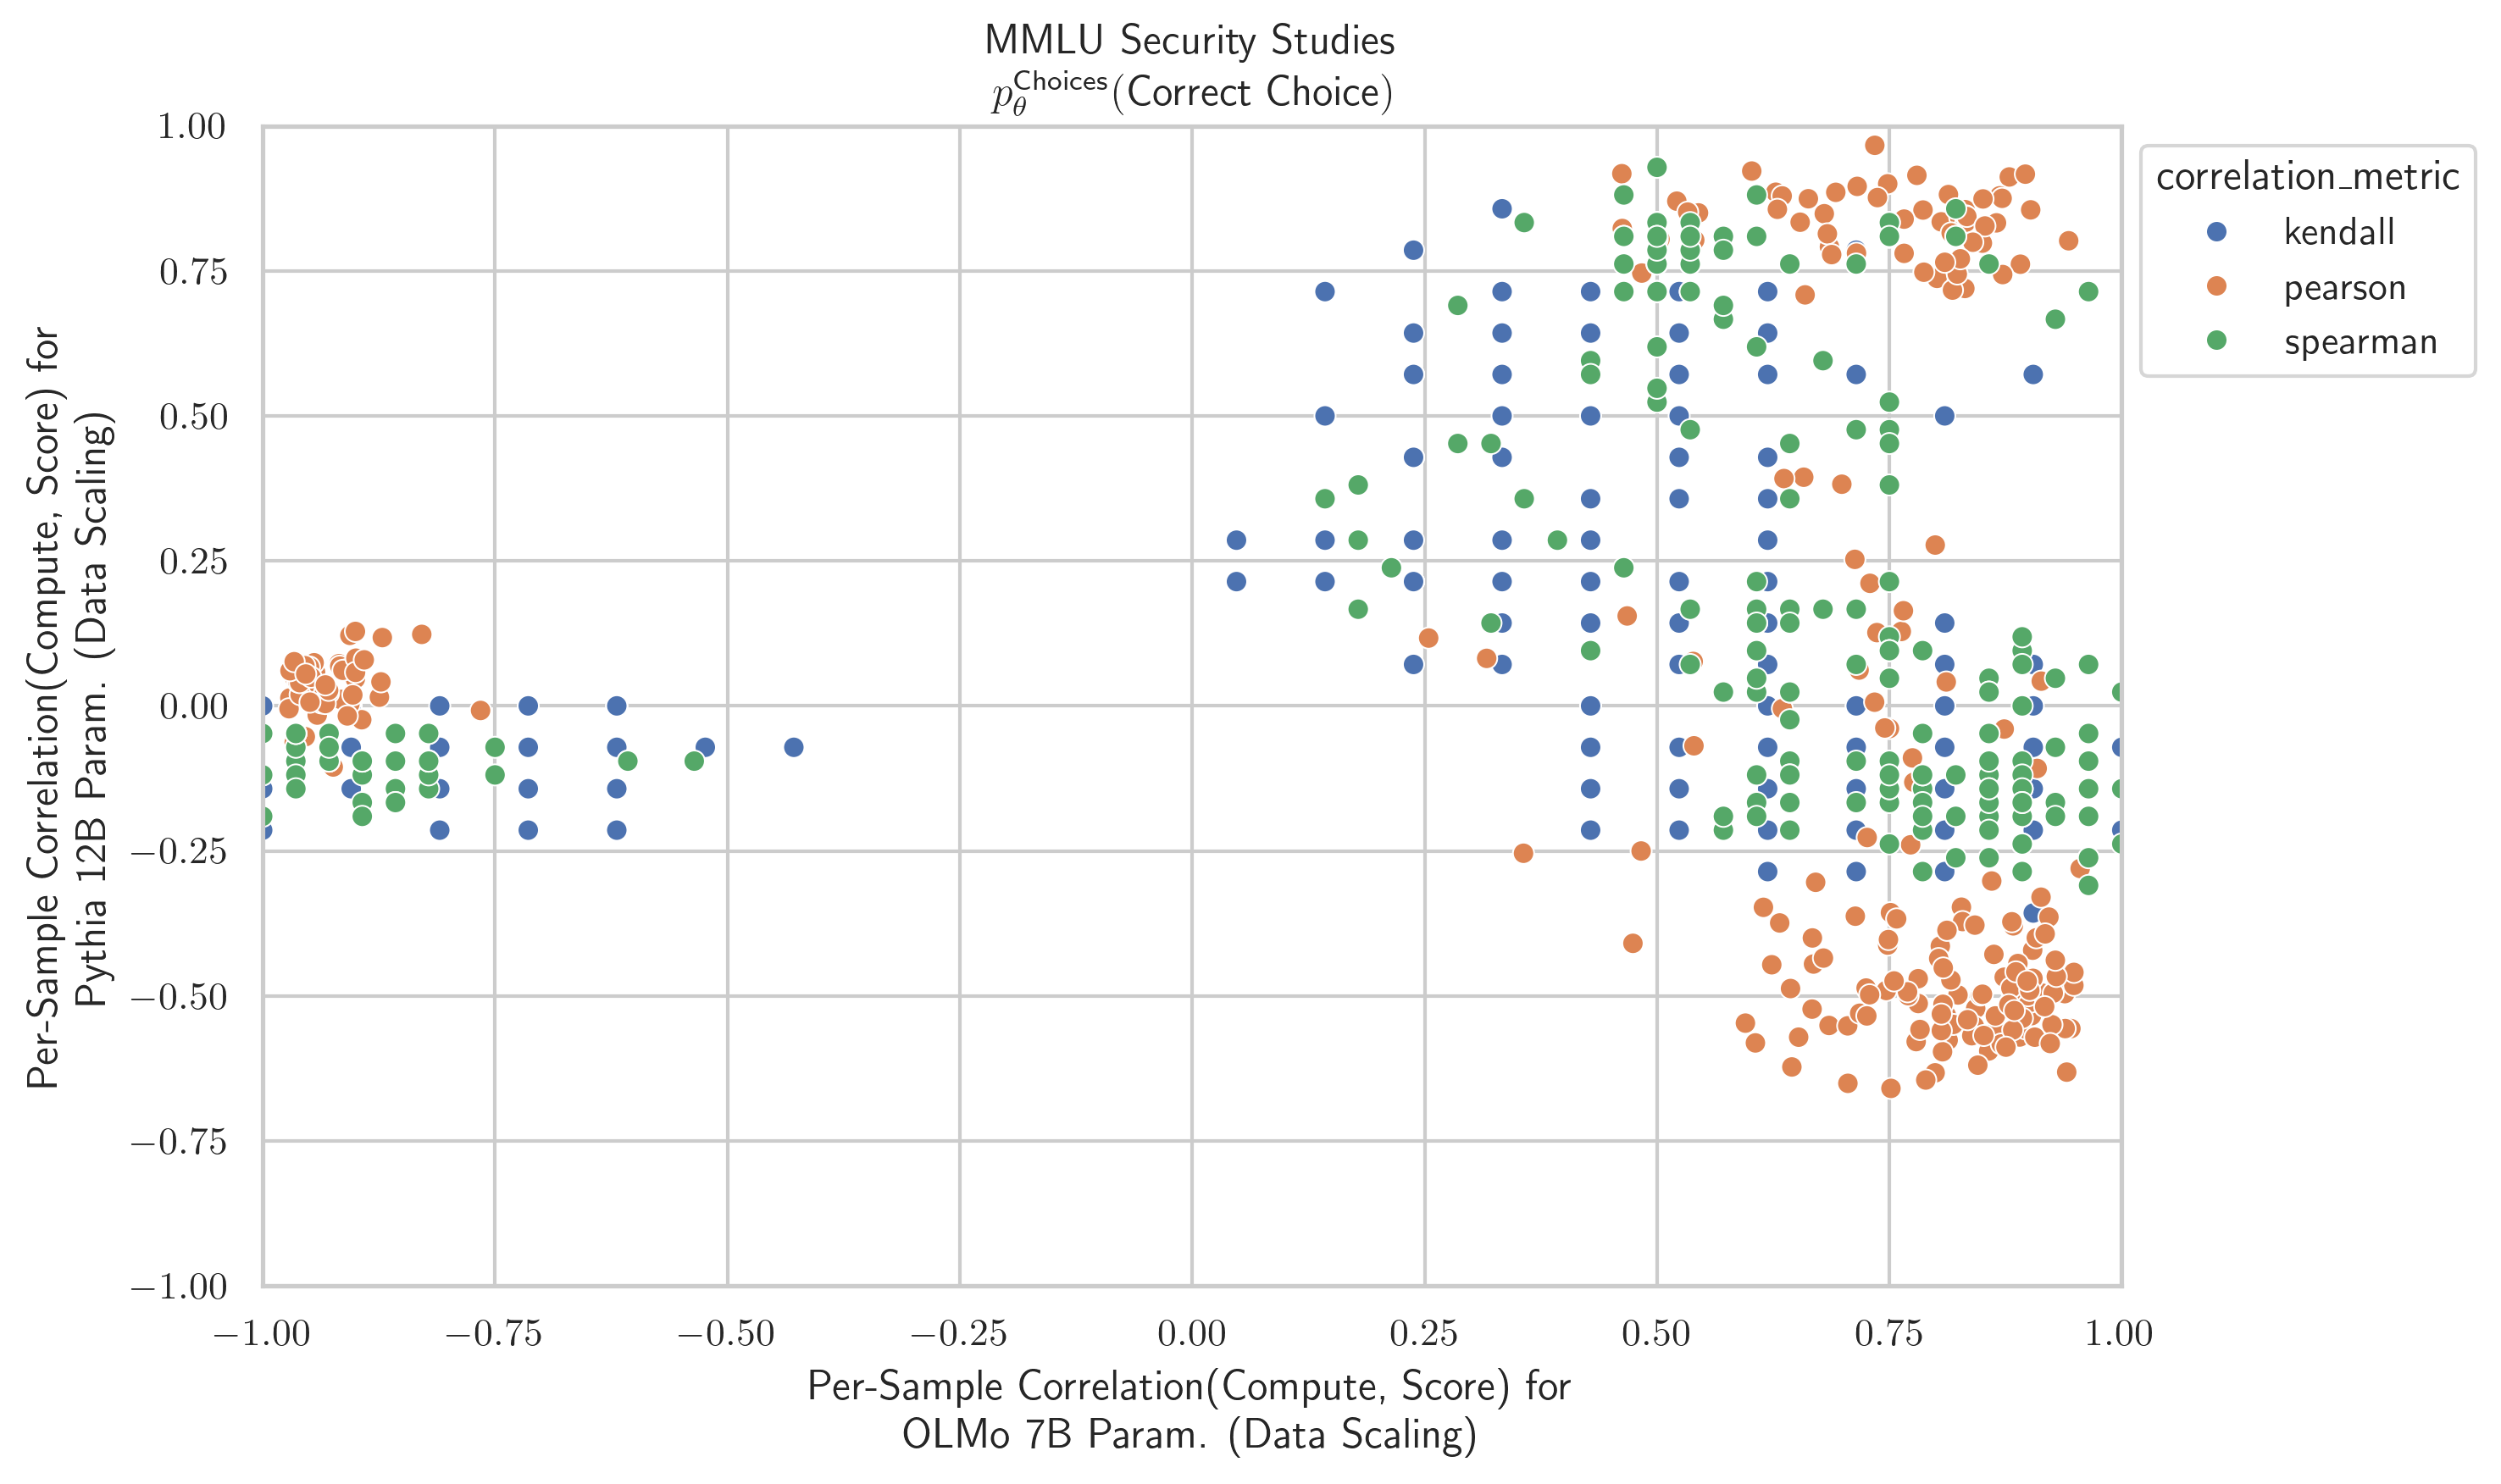 MMLU Security Studies
p_θ^Choices(Correct Choice)
1.00
0.75
0.50
0.25
0.00
−0.25
−0.50
−0.75
−1.00
Per-Sample Correlation(Compute, Score) for
Pythia 12B Param. (Data Scaling)
correlation_metric
kendall
pearson
spearman
−1.00 −0.75 −0.50 −0.25 0.00 0.25 0.50 0.75 1.00
Per-Sample Correlation(Compute, Score) for
OLMo 7B Param. (Data Scaling)